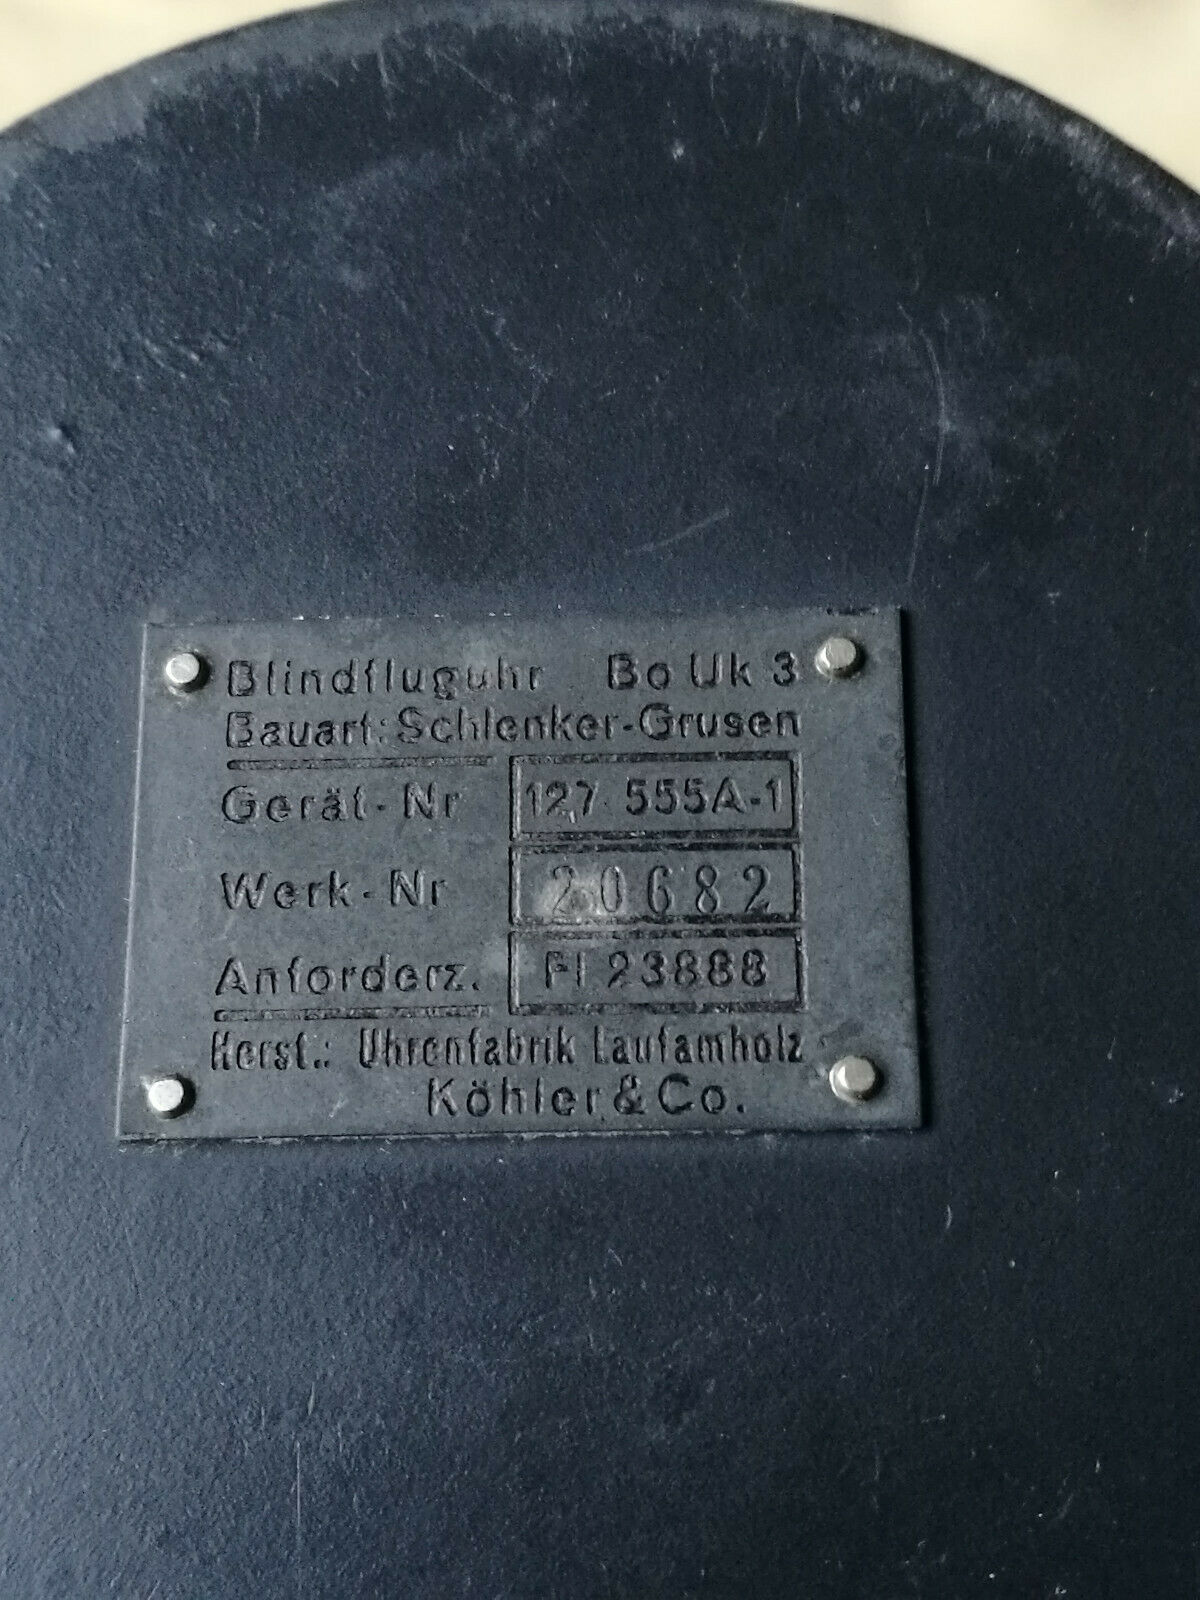 Blindfluguhr Bo Uk 3
Bauart: Schlenker-Grusen
Gerät-Nr 127 555A-1
Werk-Nr 20682
Anforderz. Fl 23888
Herst.: Uhrenfabrik Laufamholz
Köhler & Co.